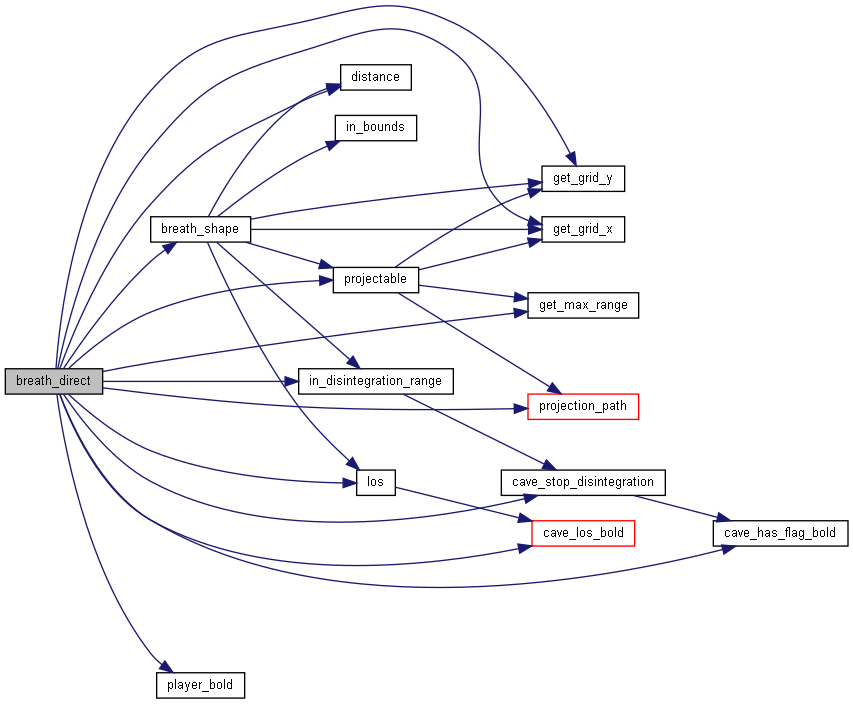 distance
in_bounds
get_grid_y
breath_shape
get_grid_x
projectable
get_max_range
breath_direct
in_disintegration_range
projection_path
los
cave_stop_disintegration
cave_los_bold
cave_has_flag_bold
player_bold